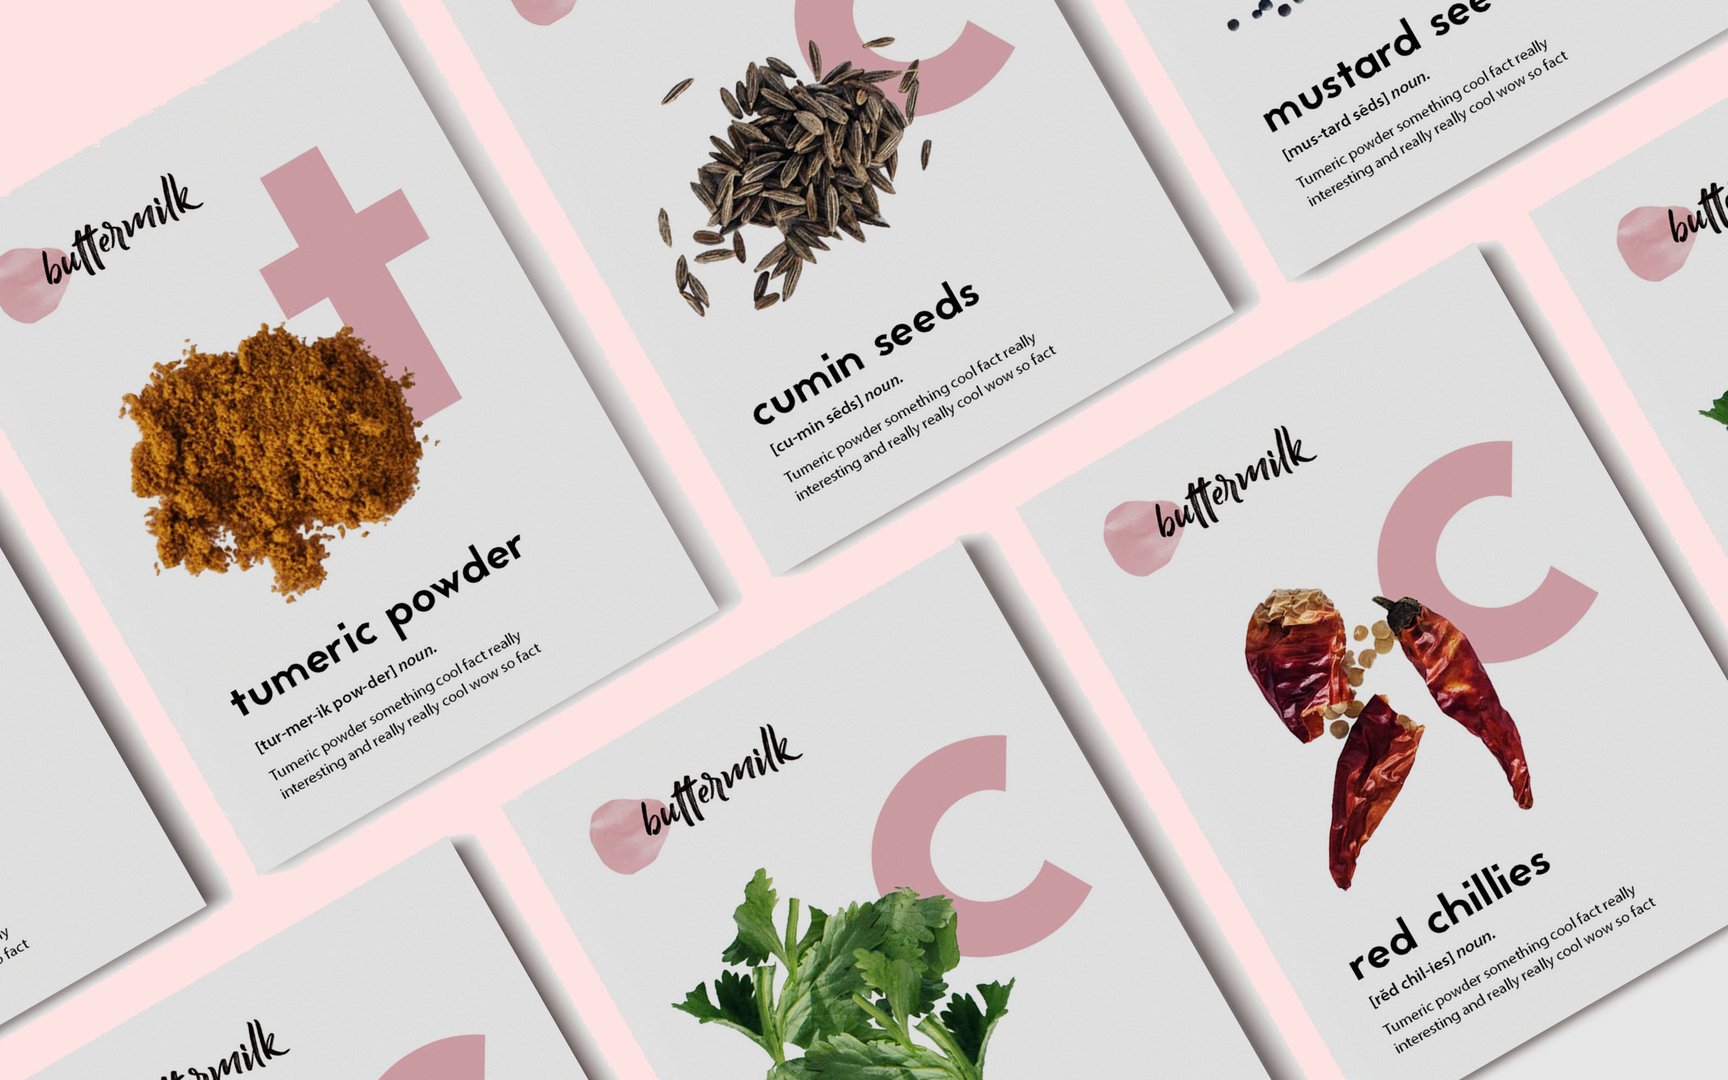 buttermilk
t
tumeric powder
[tur-mer-ik pow-der] noun.
Tumeric powder something cool fact really
interesting and really really cool wow so fact
c
cumin seeds
[cu-min sēds] noun.
Tumeric powder something cool fact really
interesting and really really cool wow so fact
mustard see
[mus-tard sēds] noun.
Tumeric powder something cool fact really
interesting and really really cool wow so fact
buttermilk
c
red chillies
[rĕd chil-ies] noun.
Tumeric powder something cool fact really
interesting and really really cool wow so fact
buttermilk
c
fact